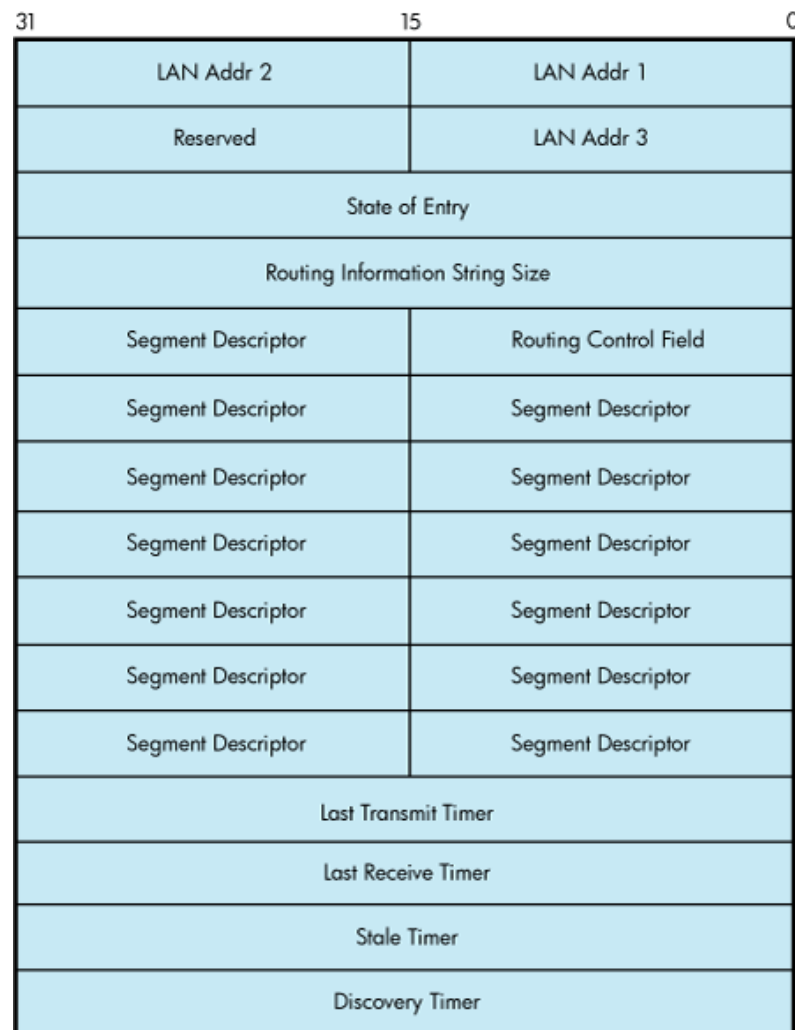 31 15 0
LAN Addr 2 LAN Addr 1
Reserved LAN Addr 3
State of Entry
Routing Information String Size
Segment Descriptor Routing Control Field
Segment Descriptor Segment Descriptor
Segment Descriptor Segment Descriptor
Segment Descriptor Segment Descriptor
Segment Descriptor Segment Descriptor
Segment Descriptor Segment Descriptor
Segment Descriptor Segment Descriptor
Last Transmit Timer
Last Receive Timer
Stale Timer
Discovery Timer